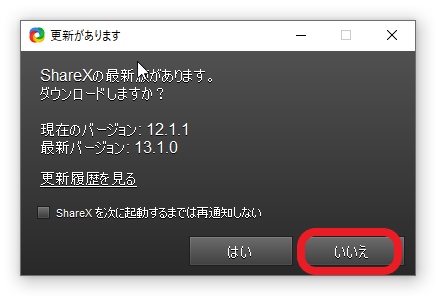 更新があります
ShareXの最新版があります。
ダウンロードしますか？
現在のバージョン: 12.1.1
最新バージョン: 13.1.0
更新履歴を見る
ShareX を次に起動するまでは再通知しない
はい
いいえ